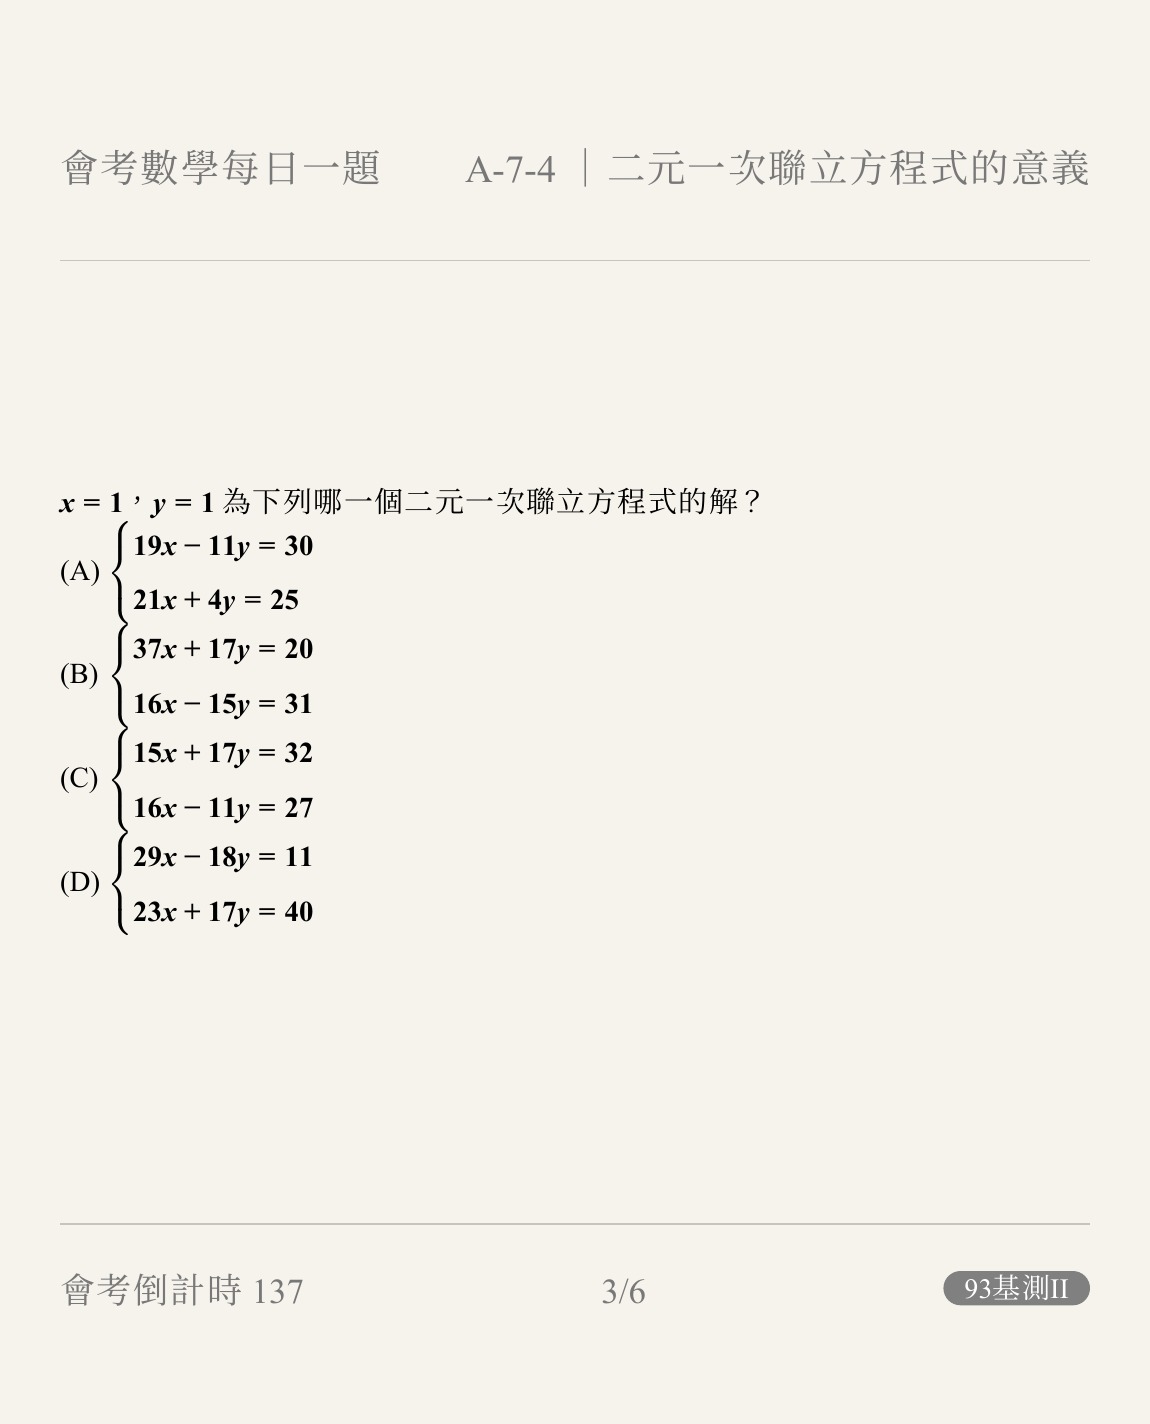 會考數學每日一題 A-7-4｜二元一次聯立方程式的意義
x = 1，y = 1 為下列哪一個二元一次聯立方程式的解？
(A) { 19x − 11y = 30
21x + 4y = 25
(B) { 37x + 17y = 20
16x − 15y = 31
(C) { 15x + 17y = 32
16x − 11y = 27
(D) { 29x − 18y = 11
23x + 17y = 40
會考倒計時 137 3/6 93基測II